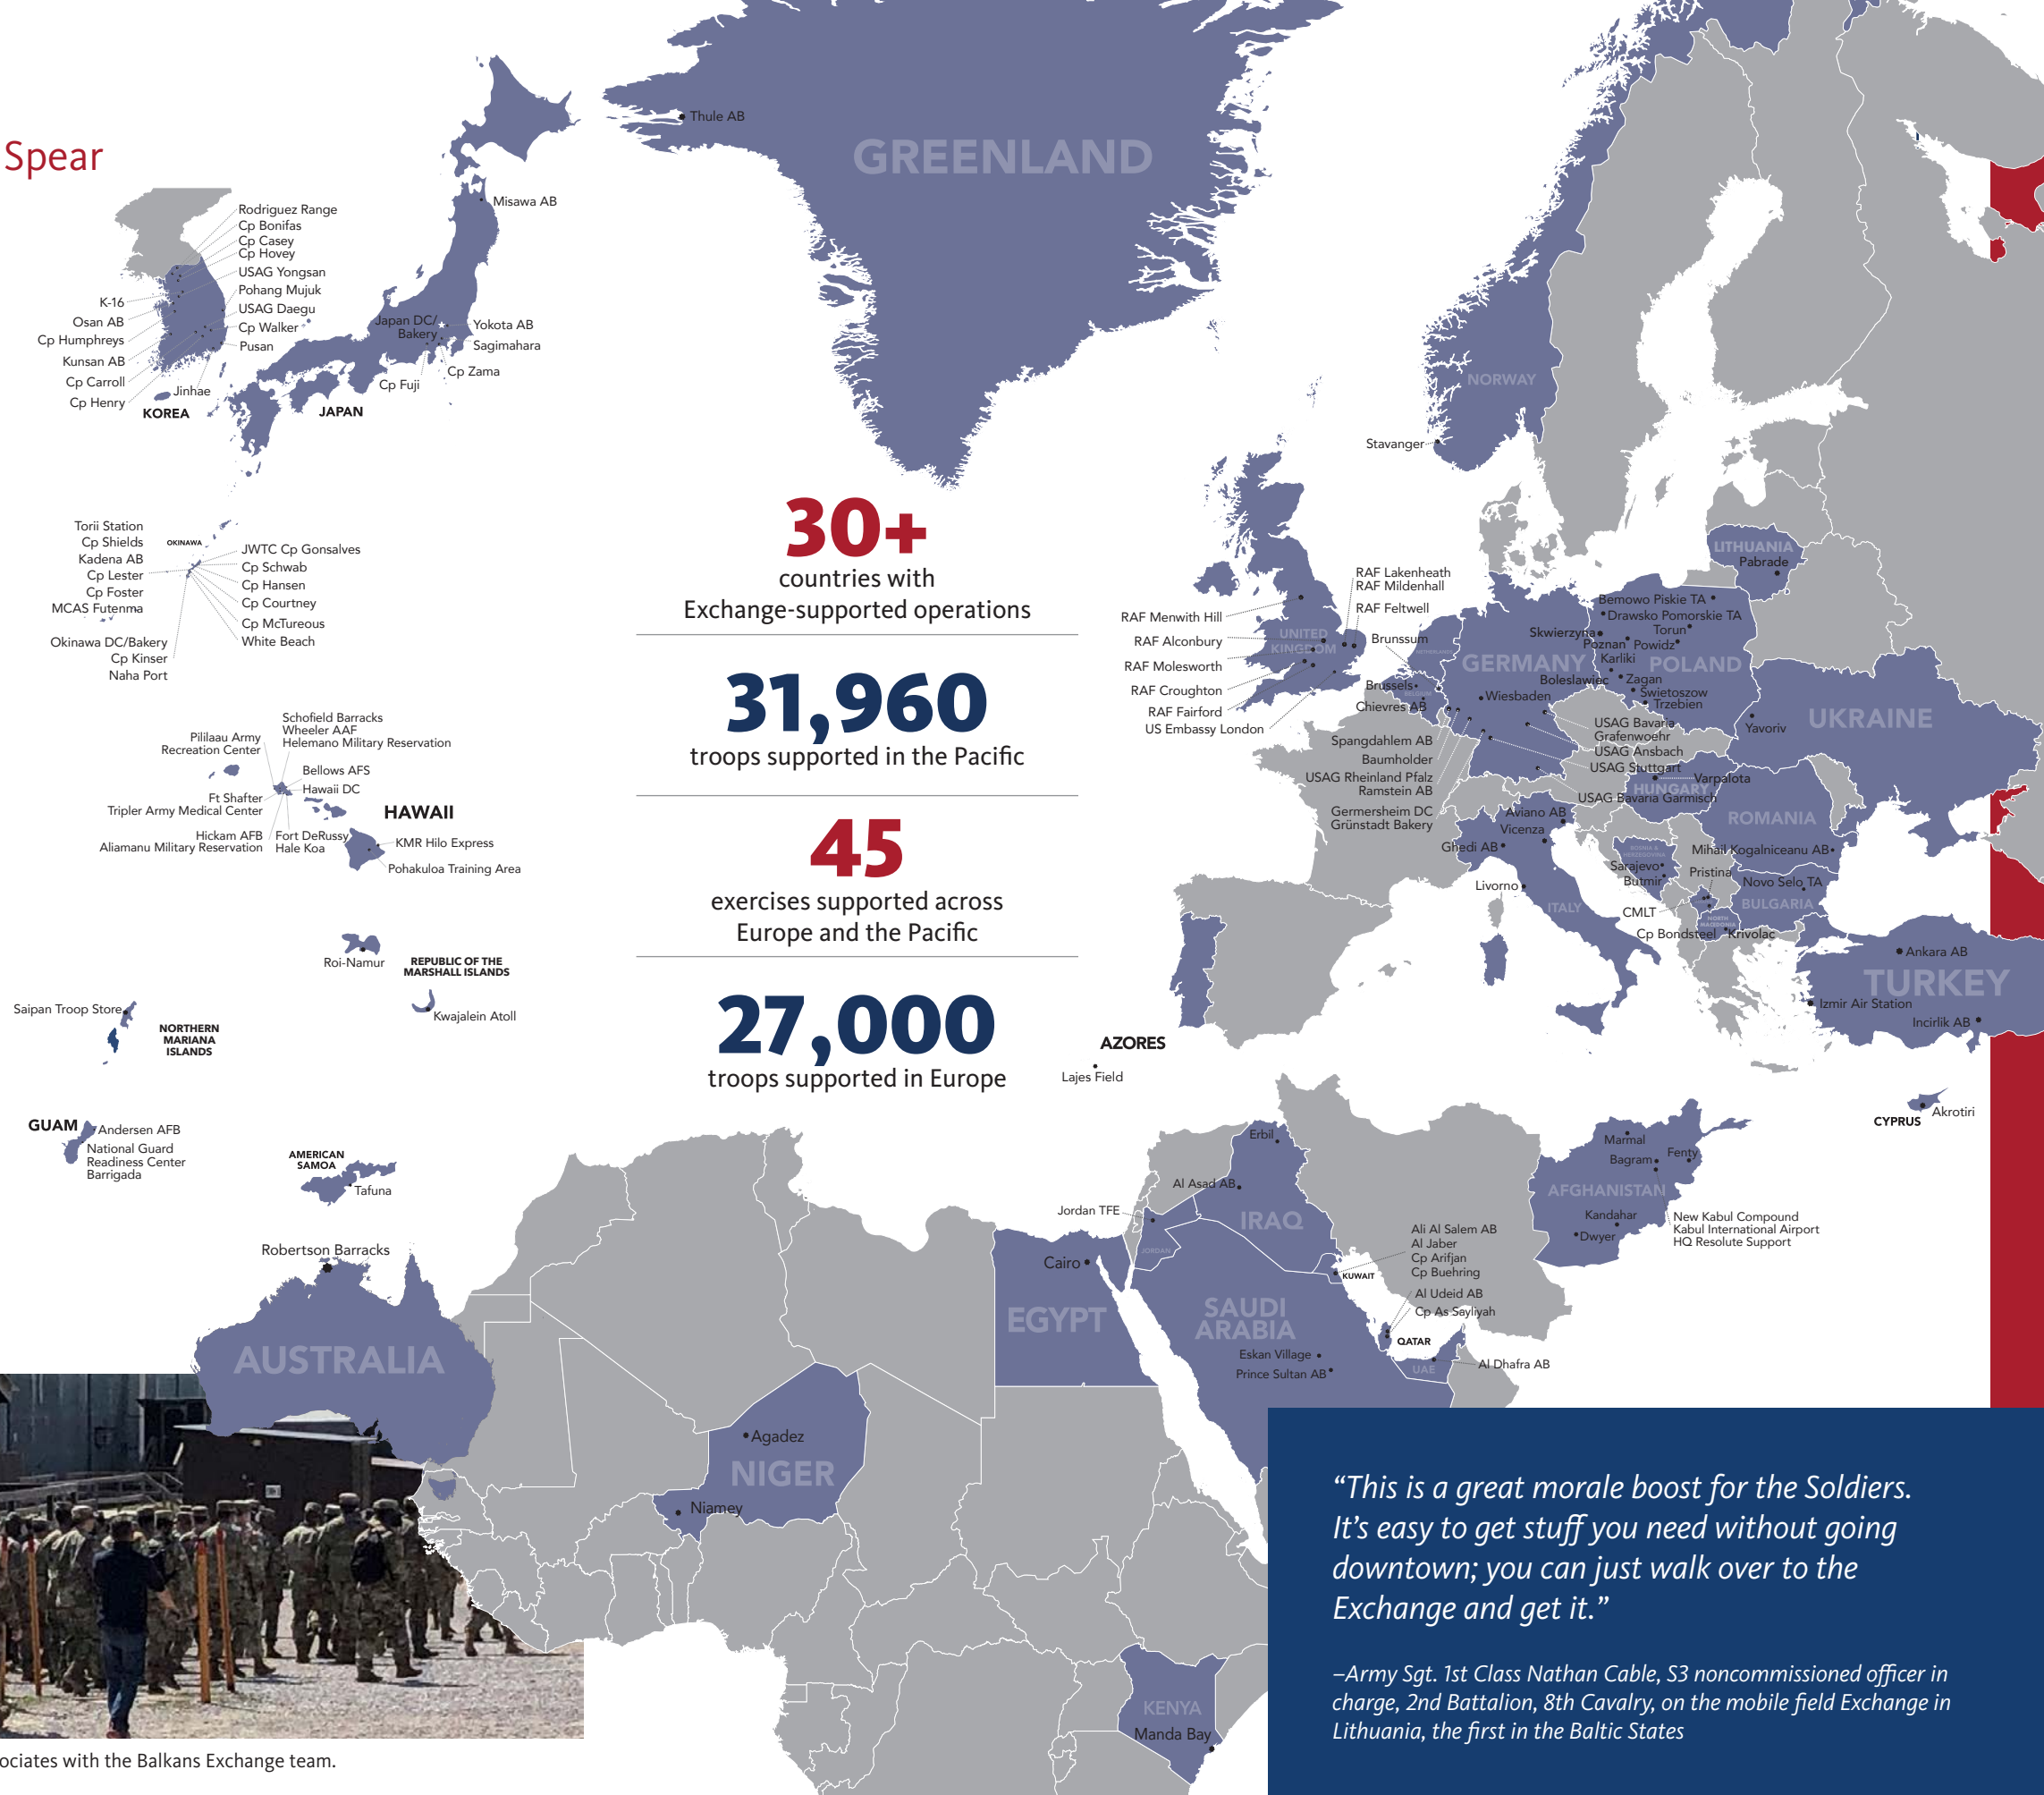 Spear
Thule AB
GREENLAND
Misawa AB
Rodriguez Range
Cp Bonifas
Cp Casey
Cp Hovey
USAG Yongsan
Pohang Mujuk
USAG Daegu
Cp Walker
Pusan
K-16
Osan AB
Cp Humphreys
Kunsan AB
Cp Carroll
Cp Henry
Jinhae
KOREA
Japan DC/
Bakery
Yokota AB
Sagimahara
Cp Zama
Cp Fuji
JAPAN
Torii Station
Cp Shields
Kadena AB
Cp Lester
Cp Foster
MCAS Futenma
Okinawa DC/Bakery
Cp Kinser
Naha Port
OKINAWA
JWTC Cp Gonsalves
Cp Schwab
Cp Hansen
Cp Courtney
Cp McTureous
White Beach
Schofield Barracks
Wheeler AAF
Helemano Military Reservation
Pililaau Army
Recreation Center
Bellows AFS
Hawaii DC
Ft Shafter
Tripler Army Medical Center
HAWAII
Hickam AFB
Aliamanu Military Reservation
Fort DeRussy
Hale Koa
KMR Hilo Express
Pohakuloa Training Area
Roi-Namur
REPUBLIC OF THE
MARSHALL ISLANDS
Kwajalein Atoll
Saipan Troop Store
NORTHERN
MARIANA
ISLANDS
GUAM
Andersen AFB
National Guard
Readiness Center
Barrigada
AMERICAN
SAMOA
Tafuna
Robertson Barracks
AUSTRALIA
30+
countries with
Exchange-supported operations
31,960
troops supported in the Pacific
45
exercises supported across
Europe and the Pacific
27,000
troops supported in Europe
NORWAY
Stavanger
LITHUANIA
Pabrade
RAF Lakenheath
RAF Mildenhall
RAF Feltwell
RAF Menwith Hill
RAF Alconbury
RAF Molesworth
RAF Croughton
RAF Fairford
US Embassy London
UNITED
KINGDOM
Brunssum
NETHERLANDS
Brussels
BELGIUM
Chievres AB
GERMANY
Wiesbaden
Spangdahlem AB
Baumholder
USAG Rheinland Pfalz
Ramstein AB
Germersheim DC
Grünstadt Bakery
USAG Bavaria
Grafenwoehr
USAG Ansbach
USAG Stuttgart
USAG Bavaria Garmisch
Bemowo Piskie TA
Drawsko Pomorskie TA
Torun
Skwierzyna
Poznan
Powidz
Karliki
POLAND
Boleslawiec
Zagan
Swietoszow
Trzebien
Yavoriv
UKRAINE
Varpalota
HUNGARY
ROMANIA
Mihail Kogalniceanu AB
Aviano AB
Vicenza
Ghedi AB
Livorno
ITALY
BOSNIA &
HERZEGOVINA
Sarajevo
Butmir
Pristina
Novo Selo TA
BULGARIA
CMLT
NORTH
MACEDONIA
Cp Bondsteel
Krivolac
Ankara AB
TURKEY
Izmir Air Station
Incirlik AB
AZORES
Lajes Field
CYPRUS
Akrotiri
Erbil
Al Asad AB
Jordan TFE
IRAQ
JORDAN
Cairo
EGYPT
Marmal
Bagram
Fenty
AFGHANISTAN
Kandahar
Dwyer
New Kabul Compound
Kabul International Airport
HQ Resolute Support
Ali Al Salem AB
Al Jaber
Cp Arifjan
Cp Buehring
KUWAIT
Al Udeid AB
Cp As Sayliyah
QATAR
SAUDI
ARABIA
Eskan Village
Prince Sultan AB
UAE
Al Dhafra AB
Agadez
NIGER
Niamey
KENYA
Manda Bay
“This is a great morale boost for the Soldiers.
It’s easy to get stuff you need without going
downtown; you can just walk over to the
Exchange and get it.”
–Army Sgt. 1st Class Nathan Cable, S3 noncommissioned officer in
charge, 2nd Battalion, 8th Cavalry, on the mobile field Exchange in
Lithuania, the first in the Baltic States
ociates with the Balkans Exchange team.